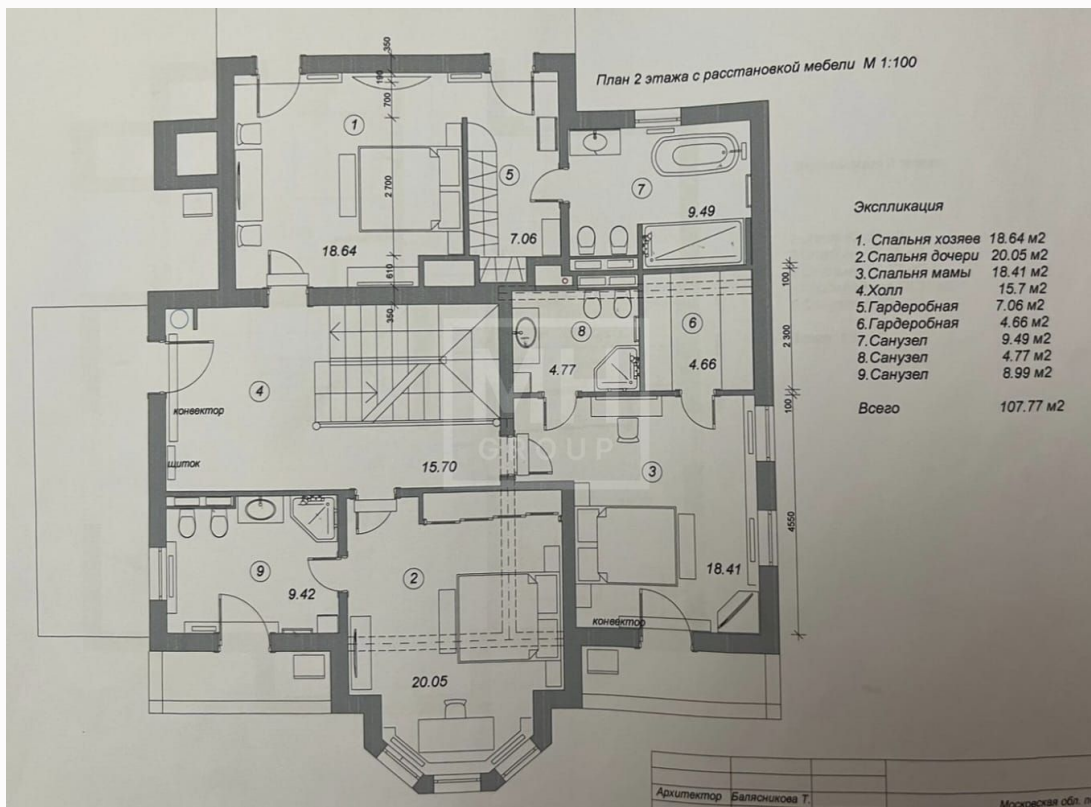 План 2 этажа с расстановкой мебели М 1:100
350
190
700
1
2 700
5
7
9.49
18.64
7.06
610
350
Экспликация
1. Спальня хозяев 18.64 м2
2.Спальня дочери 20.05 м2
3.Спальня мамы 18.41 м2
4.Холл 15.7 м2
5.Гардеробная 7.06 м2
6.Гардеробная 4.66 м2
7.Санузел 9.49 м2
8.Санузел 4.77 м2
9.Санузел 8.99 м2
Всего 107.77 м2
100
2 300
100
4550
8
6
4.77
4.66
4
конвектор
щиток
15.70
GROUP
3
9
9.42
2
18.41
конвектор
20.05
Архитектор Балясникова Т.
Московская обл.